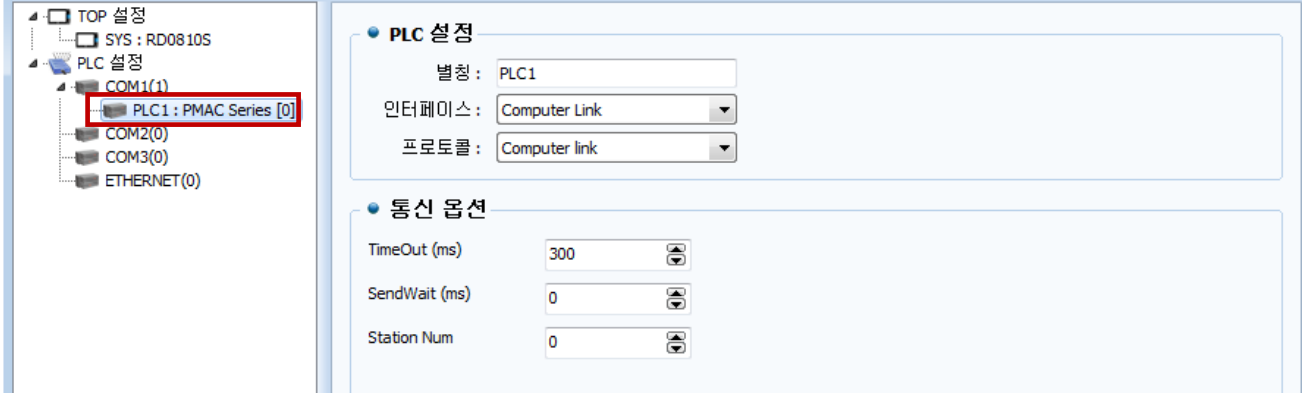 TOP 설정
SYS : RD0810S
PLC 설정
COM1(1)
PLC1 : PMAC Series [0]
COM2(0)
COM3(0)
ETHERNET(0)
PLC 설정
별칭 : PLC1
인터페이스 : Computer Link
프로토콜 : Computer link
통신 옵션
TimeOut (ms) 300
SendWait (ms) 0
Station Num 0